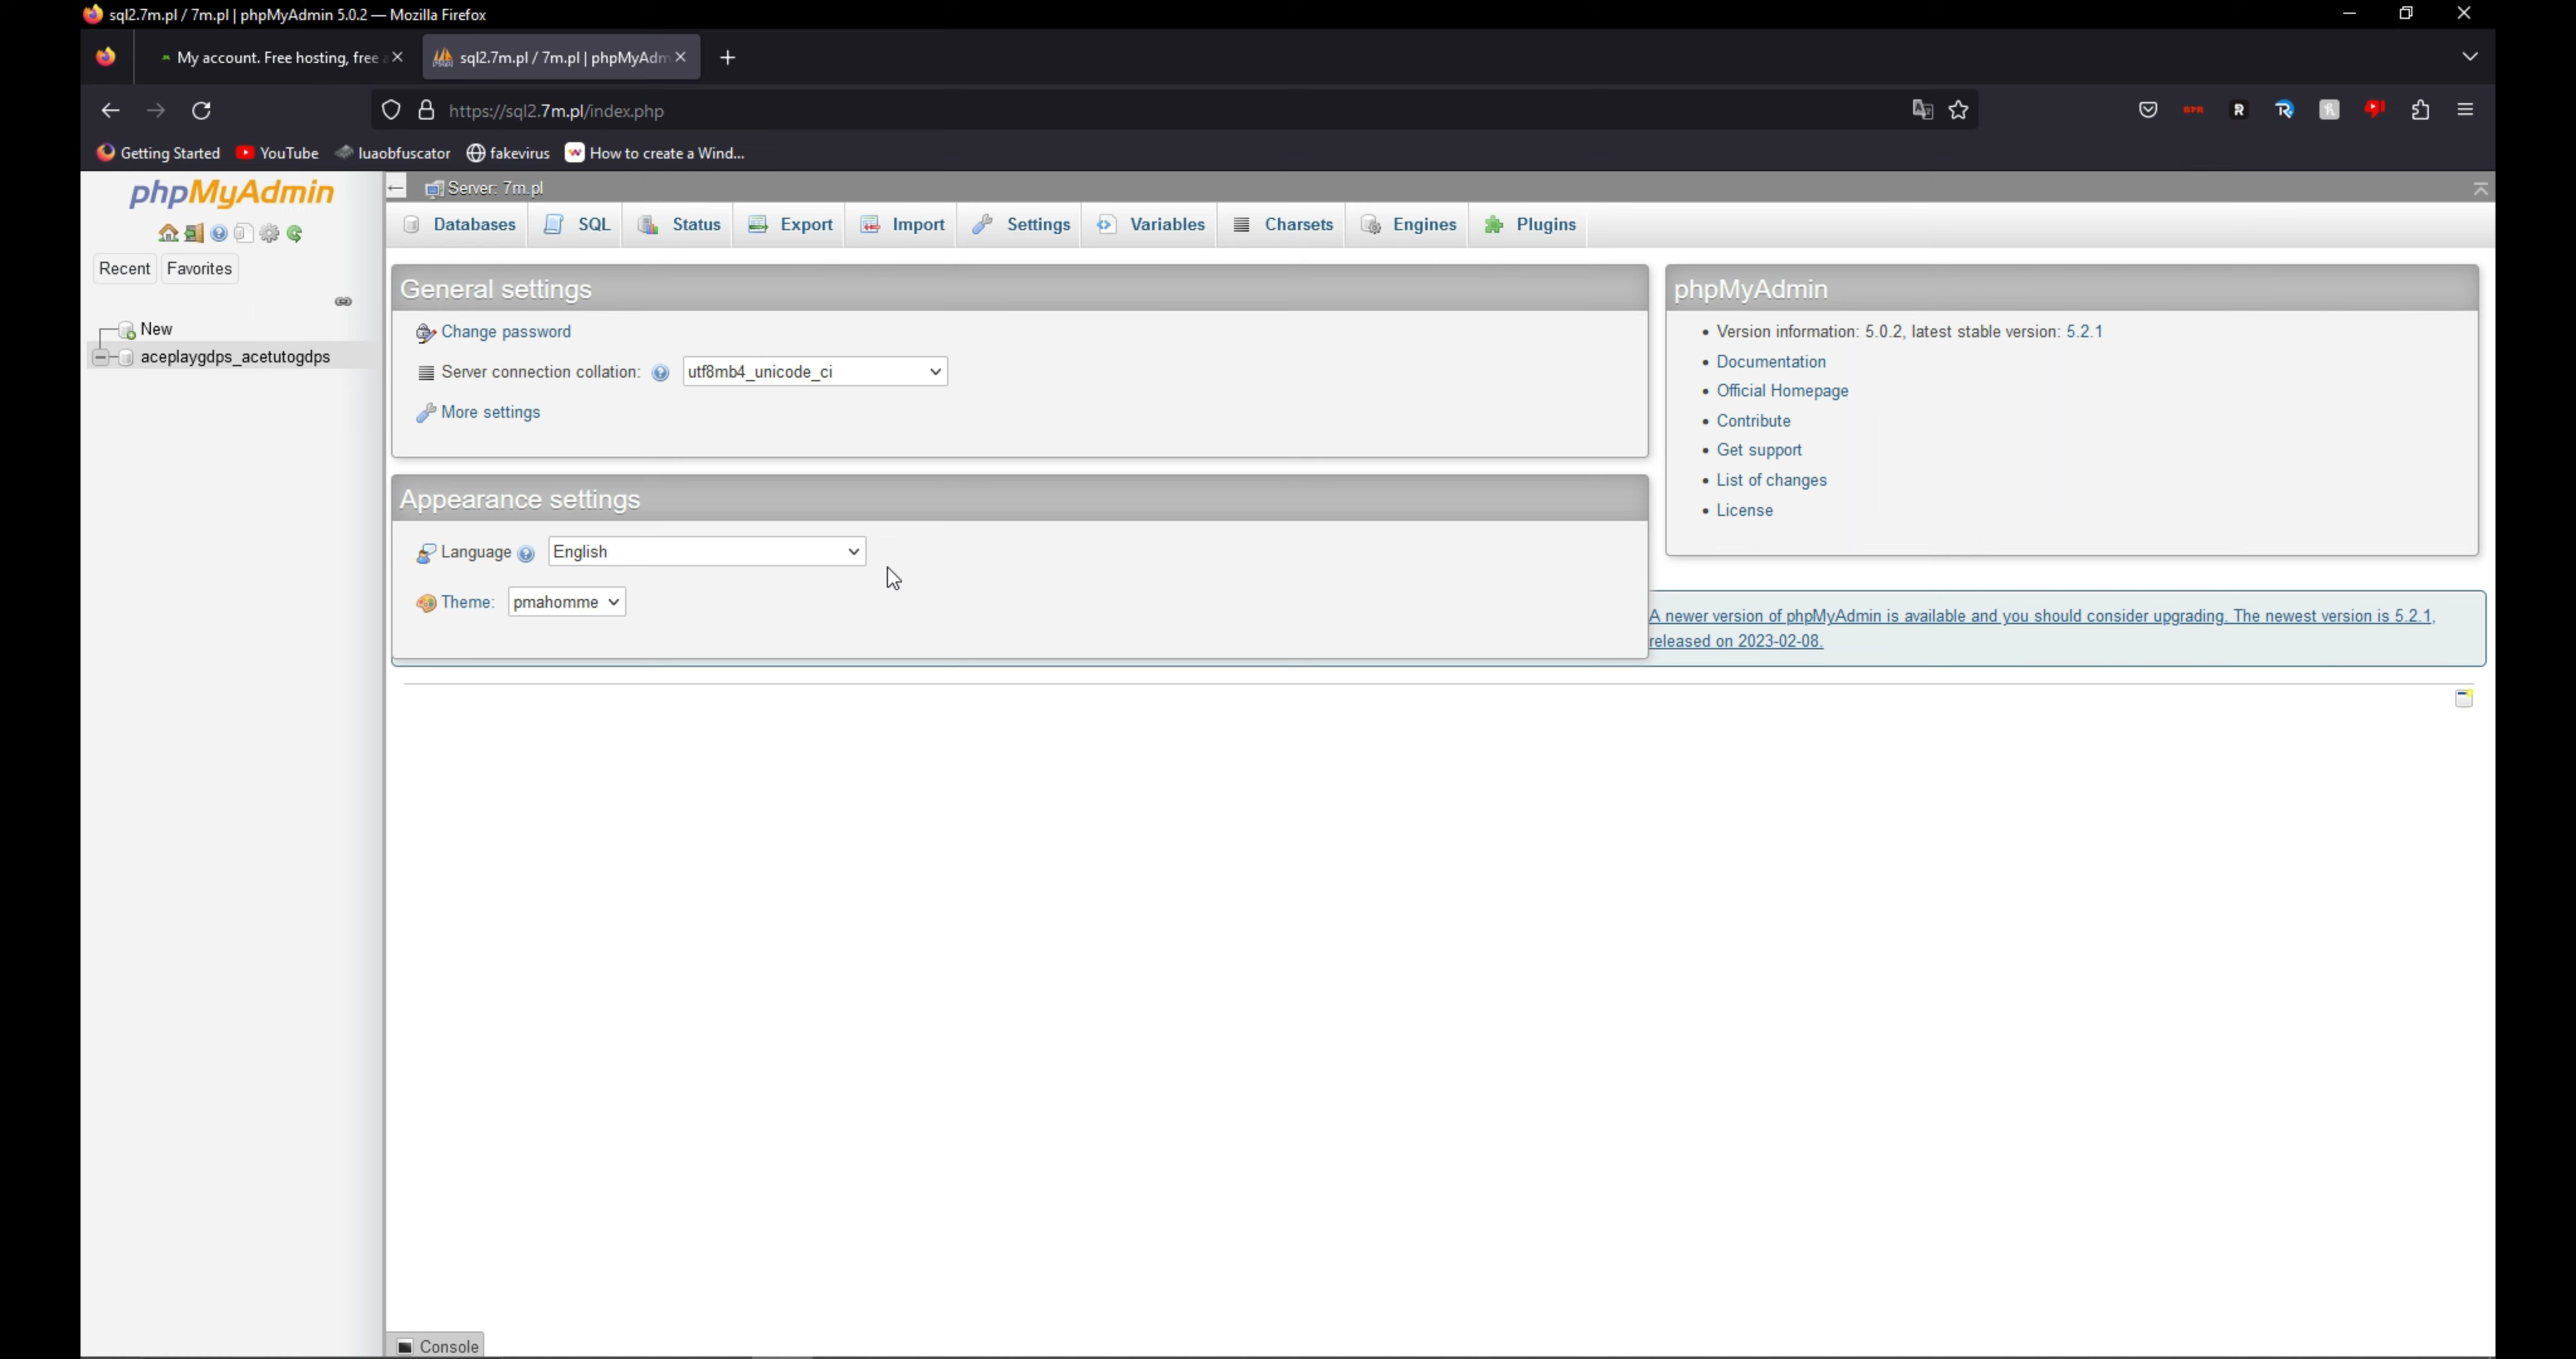 sql2.7m.pl / 7m.pl | phpMyAdmin 5.0.2 — Mozilla Firefox
My account. Free hosting, free
sql2.7m.pl / 7m.pl | phpMyAdm
https://sql2.7m.pl/index.php
Getting Started YouTube luaobfuscator fakevirus How to create a Wind...
phpMyAdmin
Recent Favorites
New
aceplaygdps_acetutogdps
Server: 7m.pl
Databases SQL Status Export Import Settings Variables Charsets Engines Plugins
General settings
Change password
Server connection collation: utf8mb4_unicode_ci
More settings
Appearance settings
Language English
Theme: pmahomme
phpMyAdmin
• Version information: 5.0.2, latest stable version: 5.2.1
• Documentation
• Official Homepage
• Contribute
• Get support
• List of changes
• License
A newer version of phpMyAdmin is available and you should consider upgrading. The newest version is 5.2.1,
released on 2023-02-08.
Console